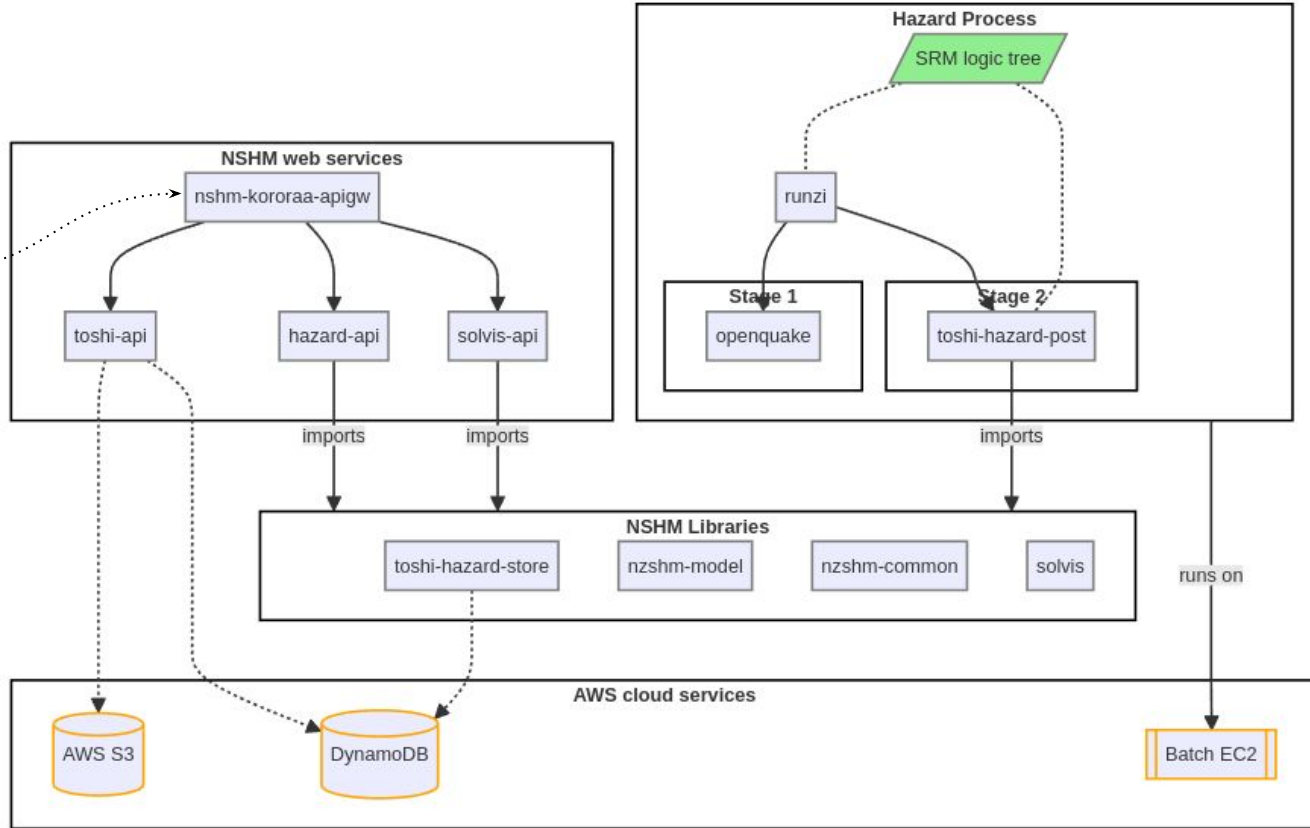 Hazard Process
SRM logic tree
NSHM web services
nshm-kororaa-apigw
runzi
Stage 1
Stage 2
toshi-api
hazard-api
solvis-api
openquake
toshi-hazard-post
imports
imports
imports
NSHM Libraries
toshi-hazard-store
nzshm-model
nzshm-common
solvis
runs on
AWS cloud services
AWS S3
DynamoDB
Batch EC2